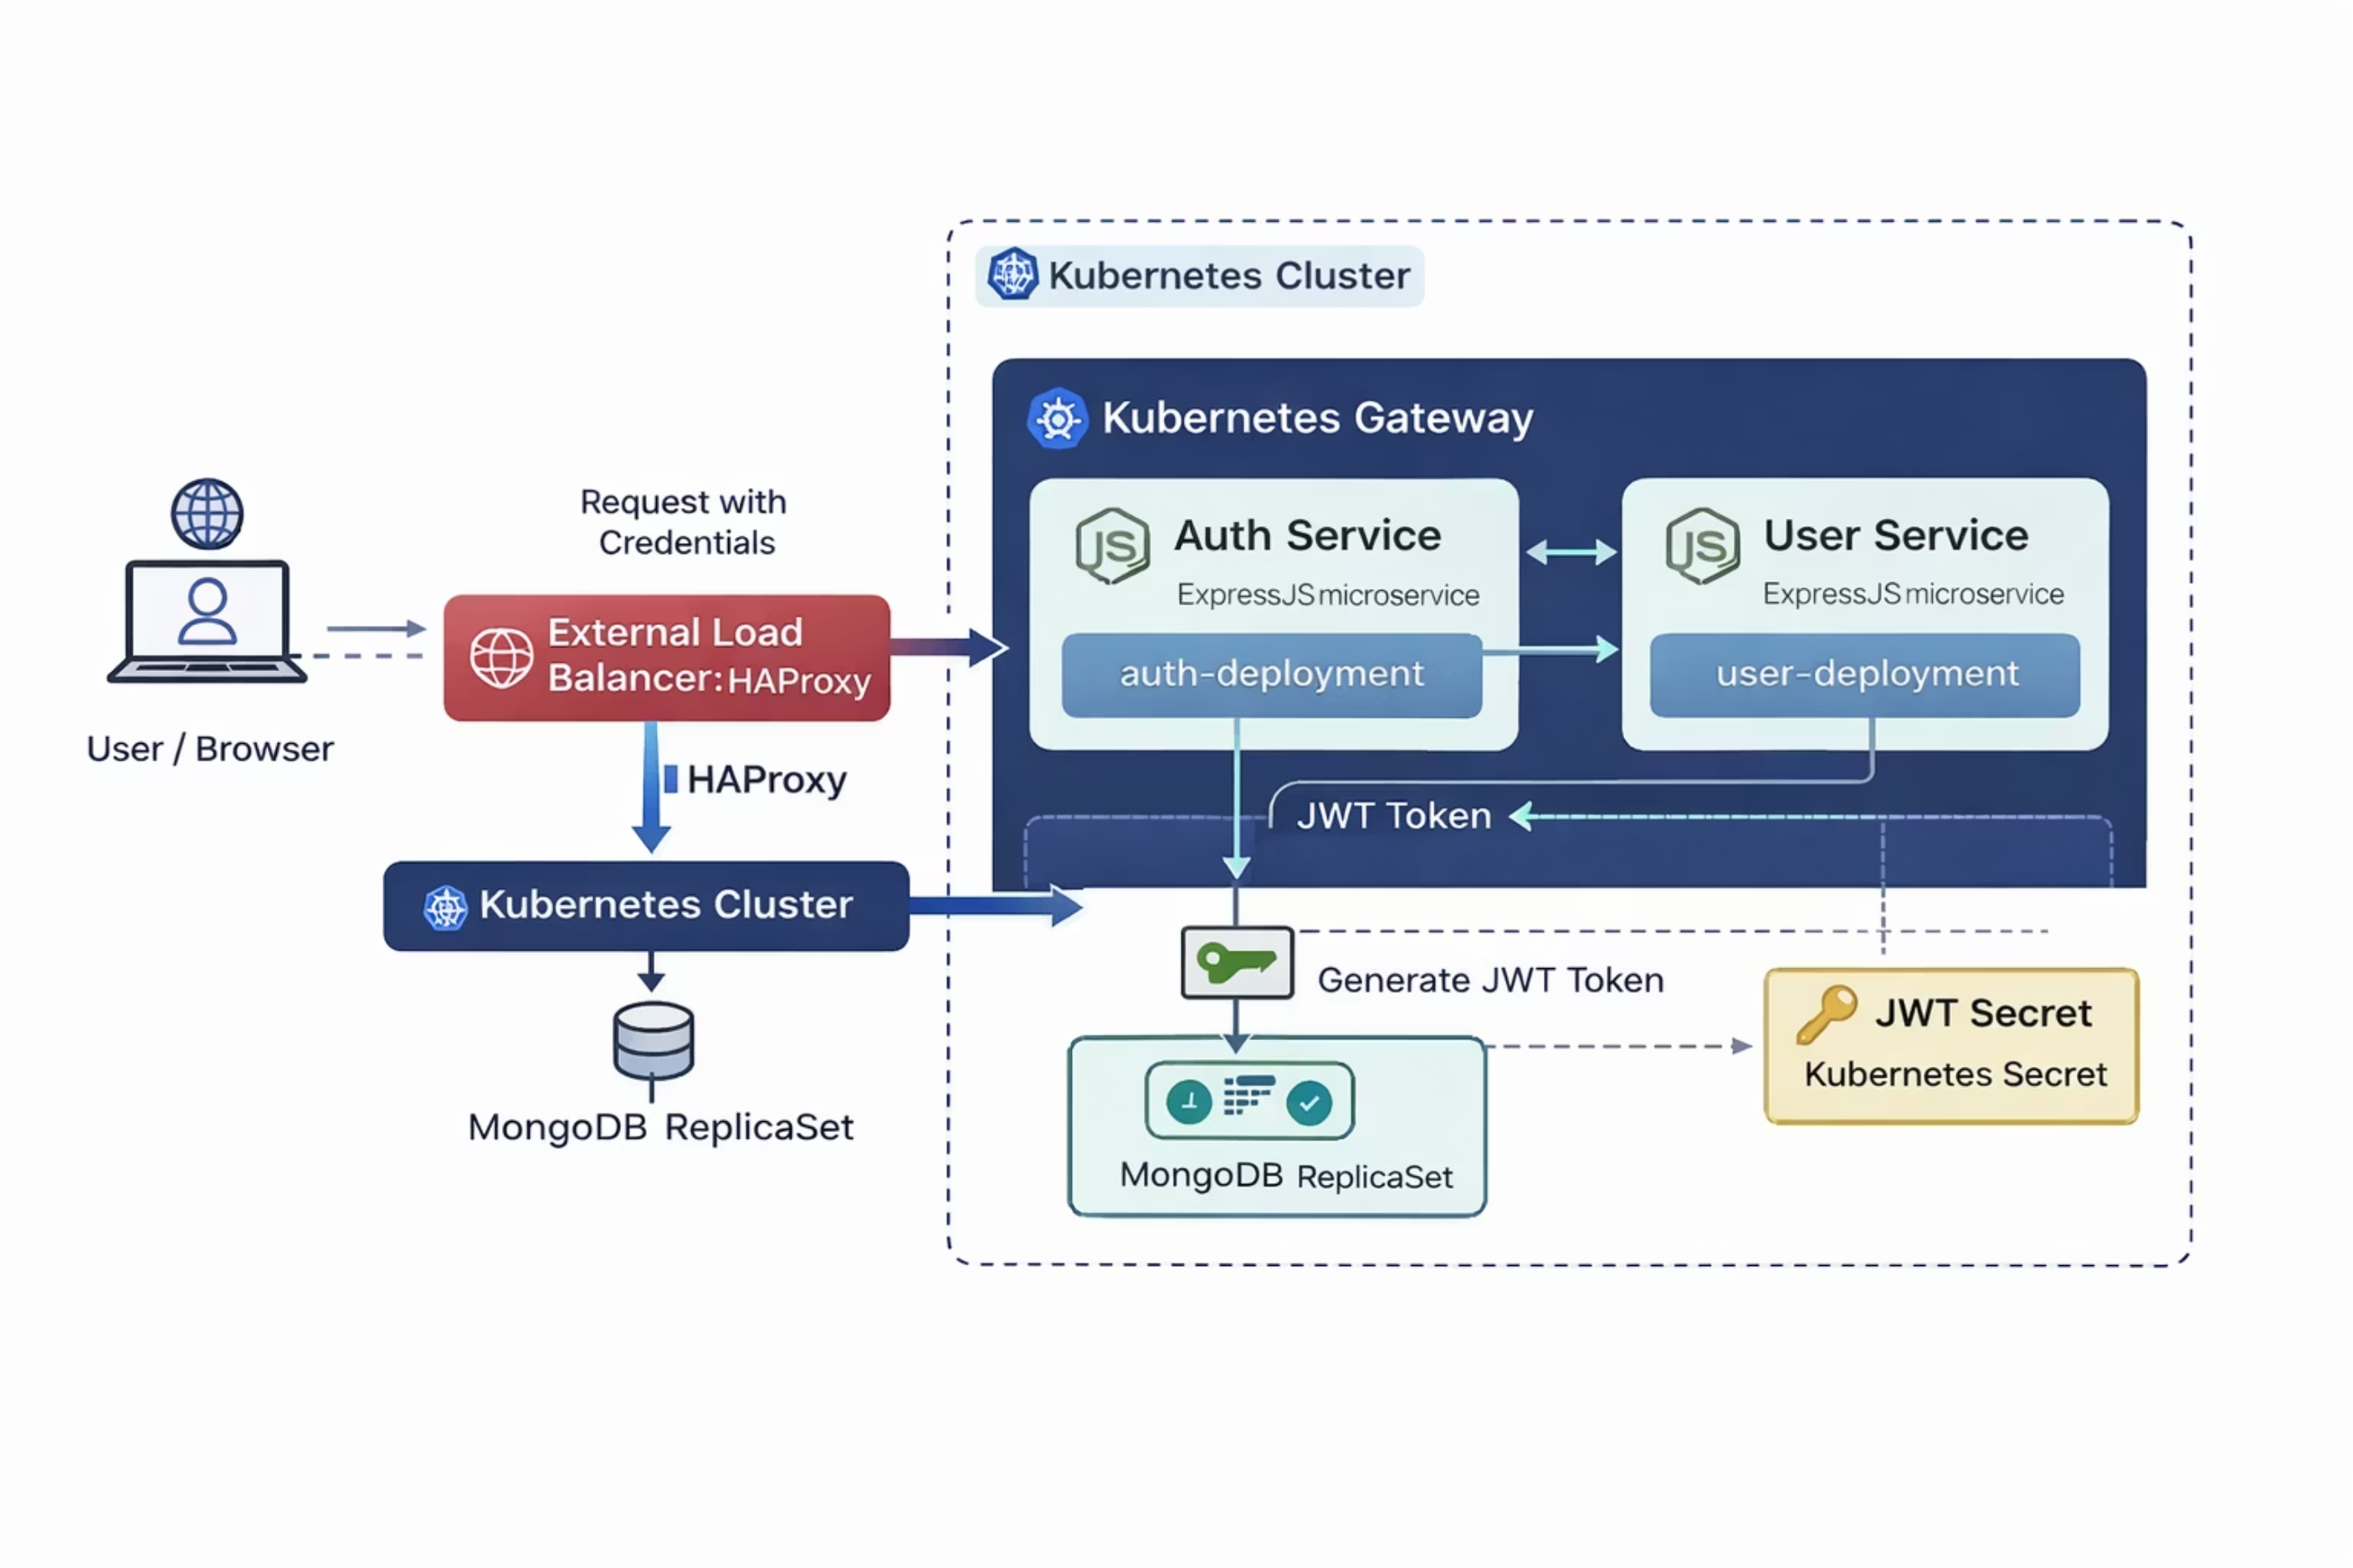 Kubernetes Cluster
Kubernetes Gateway
Request with
Credentials
JS
Auth Service
ExpressJS microservice
JS
User Service
ExpressJS microservice
External Load
Balancer: HAProxy
auth-deployment
user-deployment
User / Browser
HAProxy
JWT Token
Kubernetes Cluster
Generate JWT Token
JWT Secret
Kubernetes Secret
MongoDB ReplicaSet
MongoDB ReplicaSet